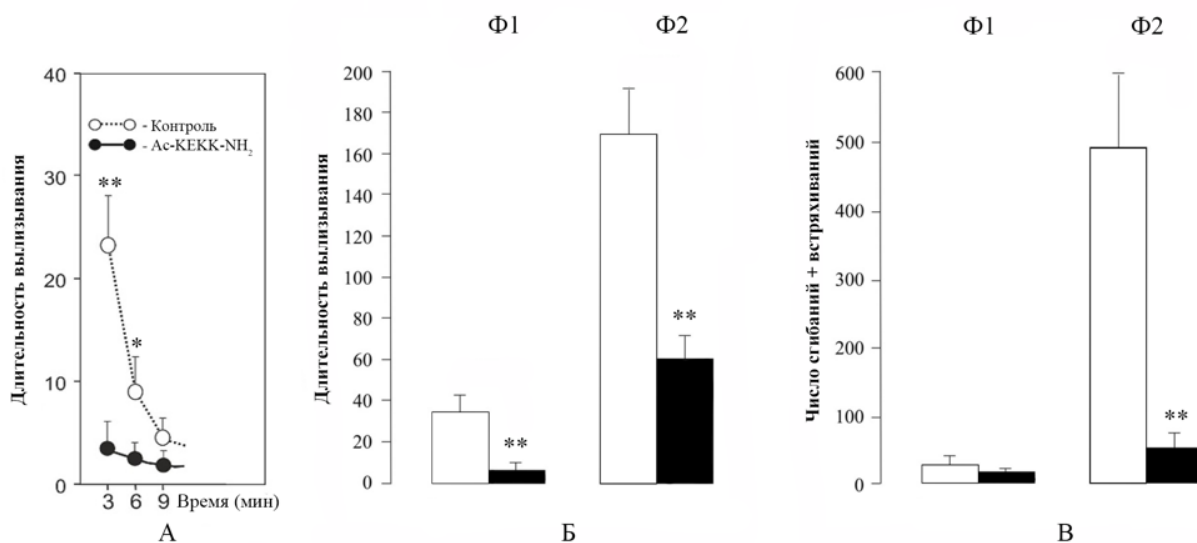 Длительность вылизывания
40
30
20
10
0
- Контроль
- Ac-KEKK-NH₂
**
*
3 6 9 Время (мин)
А
Ф1 Ф2
Длительность вылизывания
200
180
160
140
120
100
80
60
40
20
0
**
**
Б
Ф1 Ф2
Число сгибаний + встряхиваний
600
500
400
300
200
100
0
**
В